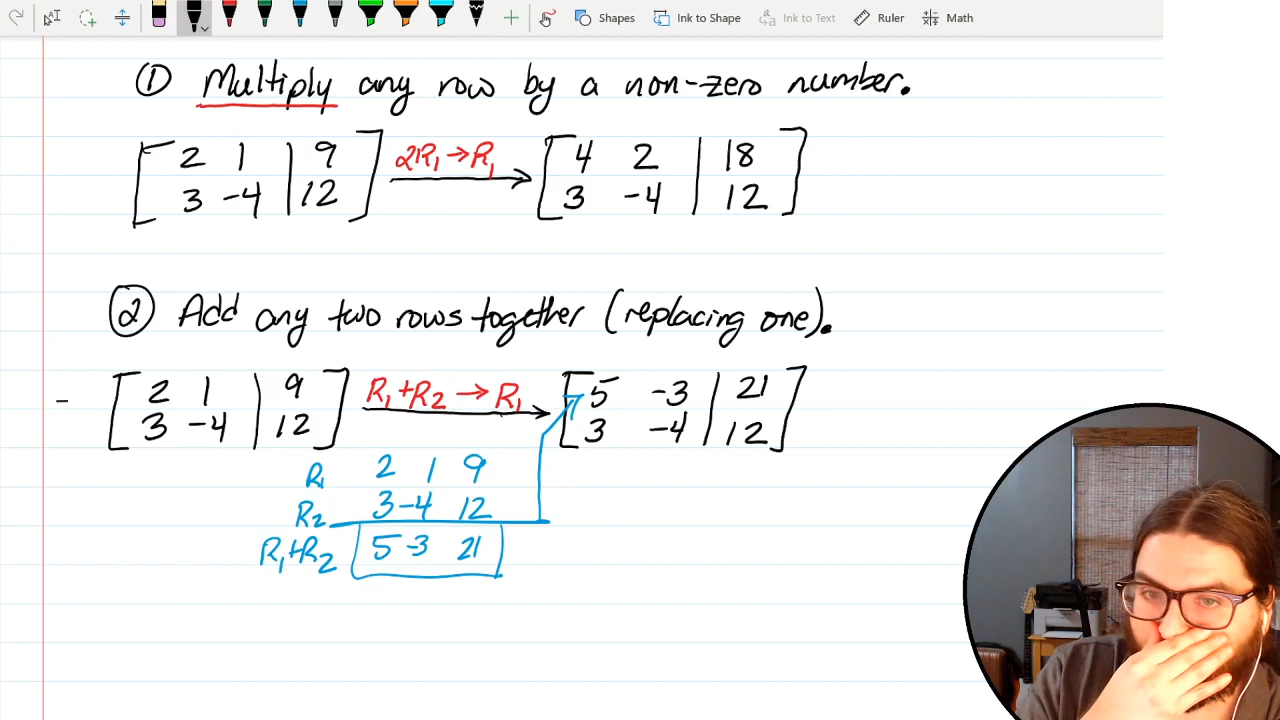 Shapes Ink to Shape Ink to Text Ruler Math
① Multiply any row by a non-zero number.
[ 2 1 | 9 ] 2R₁→R₁ [ 4 2 | 18 ]
[ 3 -4 | 12 ] [ 3 -4 | 12 ]
② Add any two rows together (replacing one).
[ 2 1 | 9 ] R₁+R₂ → R₁ [ 5 -3 | 21 ]
[ 3 -4 | 12 ] [ 3 -4 | 12 ]
R₁ 2 1 9
R₂ 3 -4 12
R₁+R₂ 5 -3 21